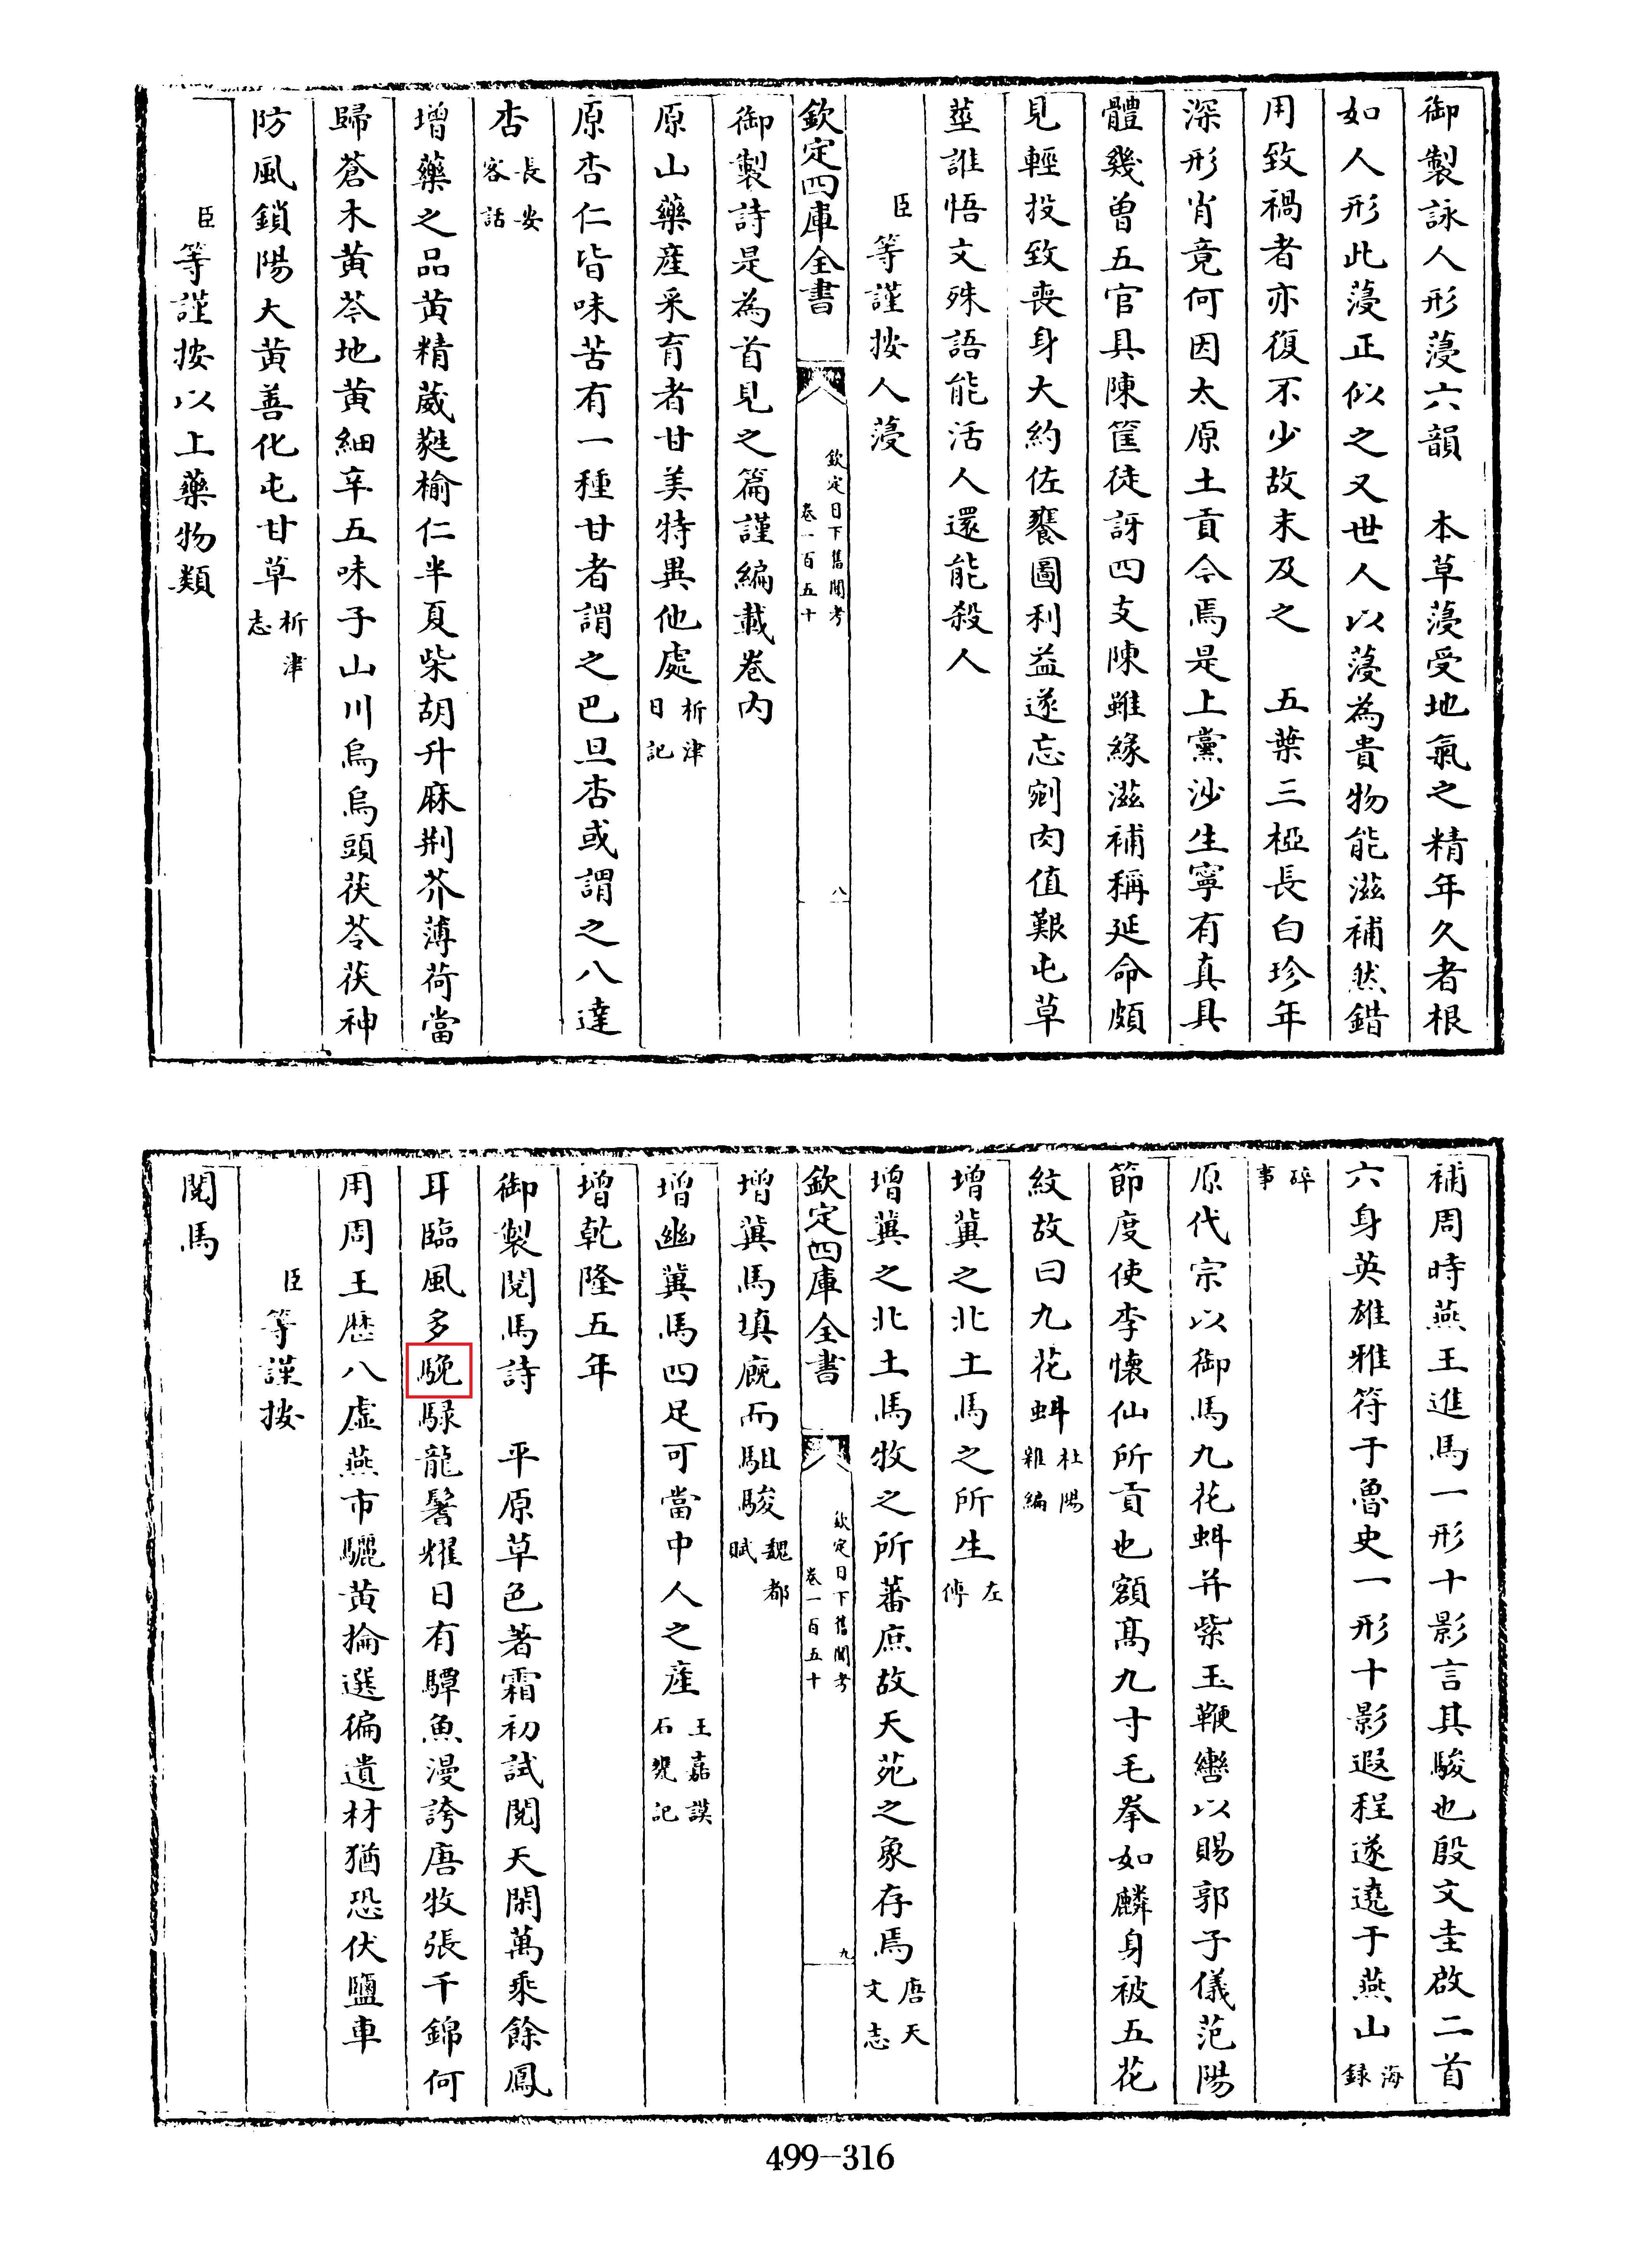 御製詠人形蓡六韻　本草蓡受地氣之精年久者根
如人形此蓡正似之又世人以蓡為貴物能滋補然錯
用致禍者亦復不少故末及之　五葉三椏長白珍年
深形肖竟何因太原土貢今焉是上黨沙生寧有真具
體幾曾五官具陳筐徒訝四支陳雖緣滋補稱延命頗
見輕投致喪身大約佐饔圖利益遂忘剜肉值艱屯草
莖誰悟文殊語能活人還能殺人
臣等謹按人蓡
欽定四庫全書
欽定日下舊聞考
卷一百五十
八
御製詩是為首見之篇謹編載卷內
原山藥産采育者甘美特異他處析津日記
原杏仁皆味苦有一種甘者謂之巴旦杏或謂之八達
杏長安客話
增藥之品黃精葳蕤榆仁半夏柴胡升麻荆芥薄荷當
歸蒼木黃芩地黃細辛五味子山川烏烏頭茯苓茯神
防風鎖陽大黃善化屯甘草析津志
臣等謹按以上藥物類
補周時燕王進馬一形十影言其駿也殷文圭啟二首
六身英雄雅符于魯史一形十影遐程遂遶于燕山海錄
碎事
原代宗以御馬九花虯并紫玉鞭轡以賜郭子儀范陽
節度使李懷仙所貢也額髙九寸毛拳如麟身被五花
紋故曰九花虯杜陽雜編
增冀之北土馬之所生左傳
增冀之北土馬牧之所蕃庶故天苑之象存焉唐天文志
欽定四庫全書
欽定日下舊聞考
卷一百五十
九
增冀馬填廐而駔駿魏都賦
增幽冀馬四足可當中人之産王嘉謨石甕記
增乾隆五年
御製閱馬詩　平原草色著霜初試閱天閑萬乘餘鳳
耳臨風多騄龍鬐耀日有驔魚漫誇唐牧張千錦何
用周王歷八虛燕市驪黃掄選徧遺材猶恐伏鹽車
臣等謹按
閱馬
499-316